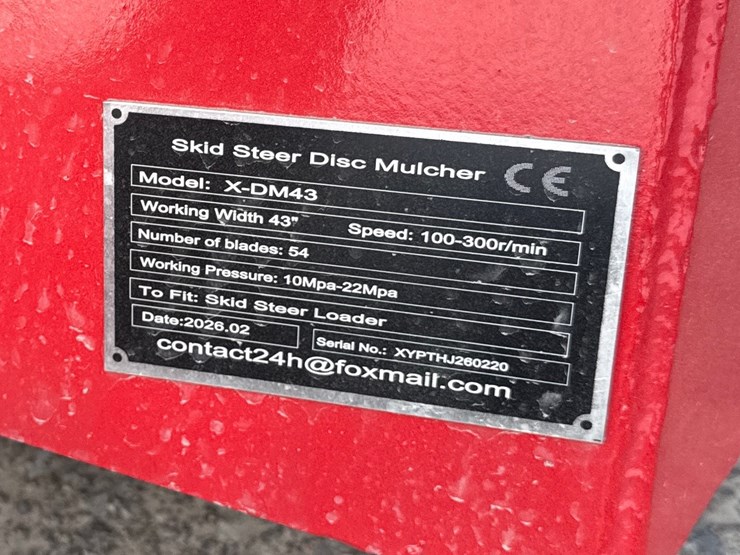 Skid Steer Disc Mulcher CE
Model: X-DM43
Working Width 43" Speed: 100-300r/min
Number of blades: 54
Working Pressure: 10Mpa-22Mpa
To Fit: Skid Steer Loader
Date:2026.02 Serial No.: XYPTHJ260220
contact24h@foxmail.com